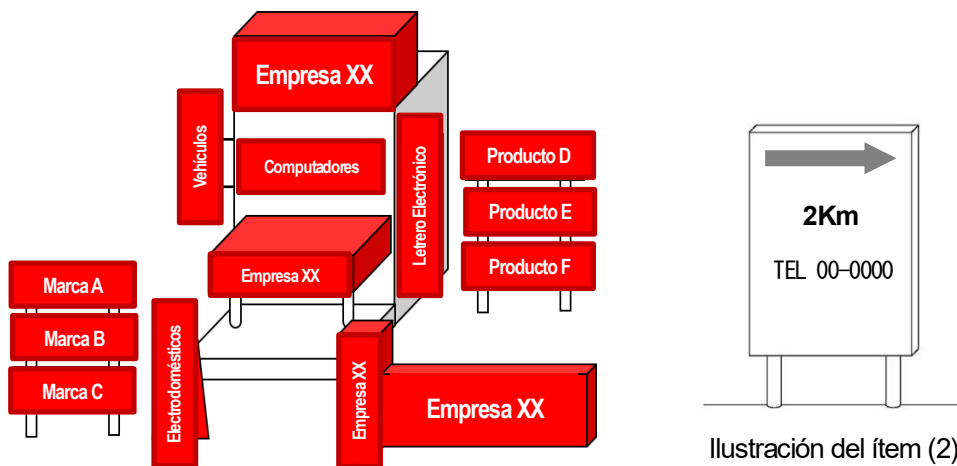 Empresa XX
Vehículos
Computadores
Letrero Electrónico
Producto D
Producto E
Producto F
Empresa XX
Marca A
Marca B
Marca C
Electrodomésticos
Empresa XX
Empresa XX
2Km
TEL 00-0000
Ilustración del ítem (2)